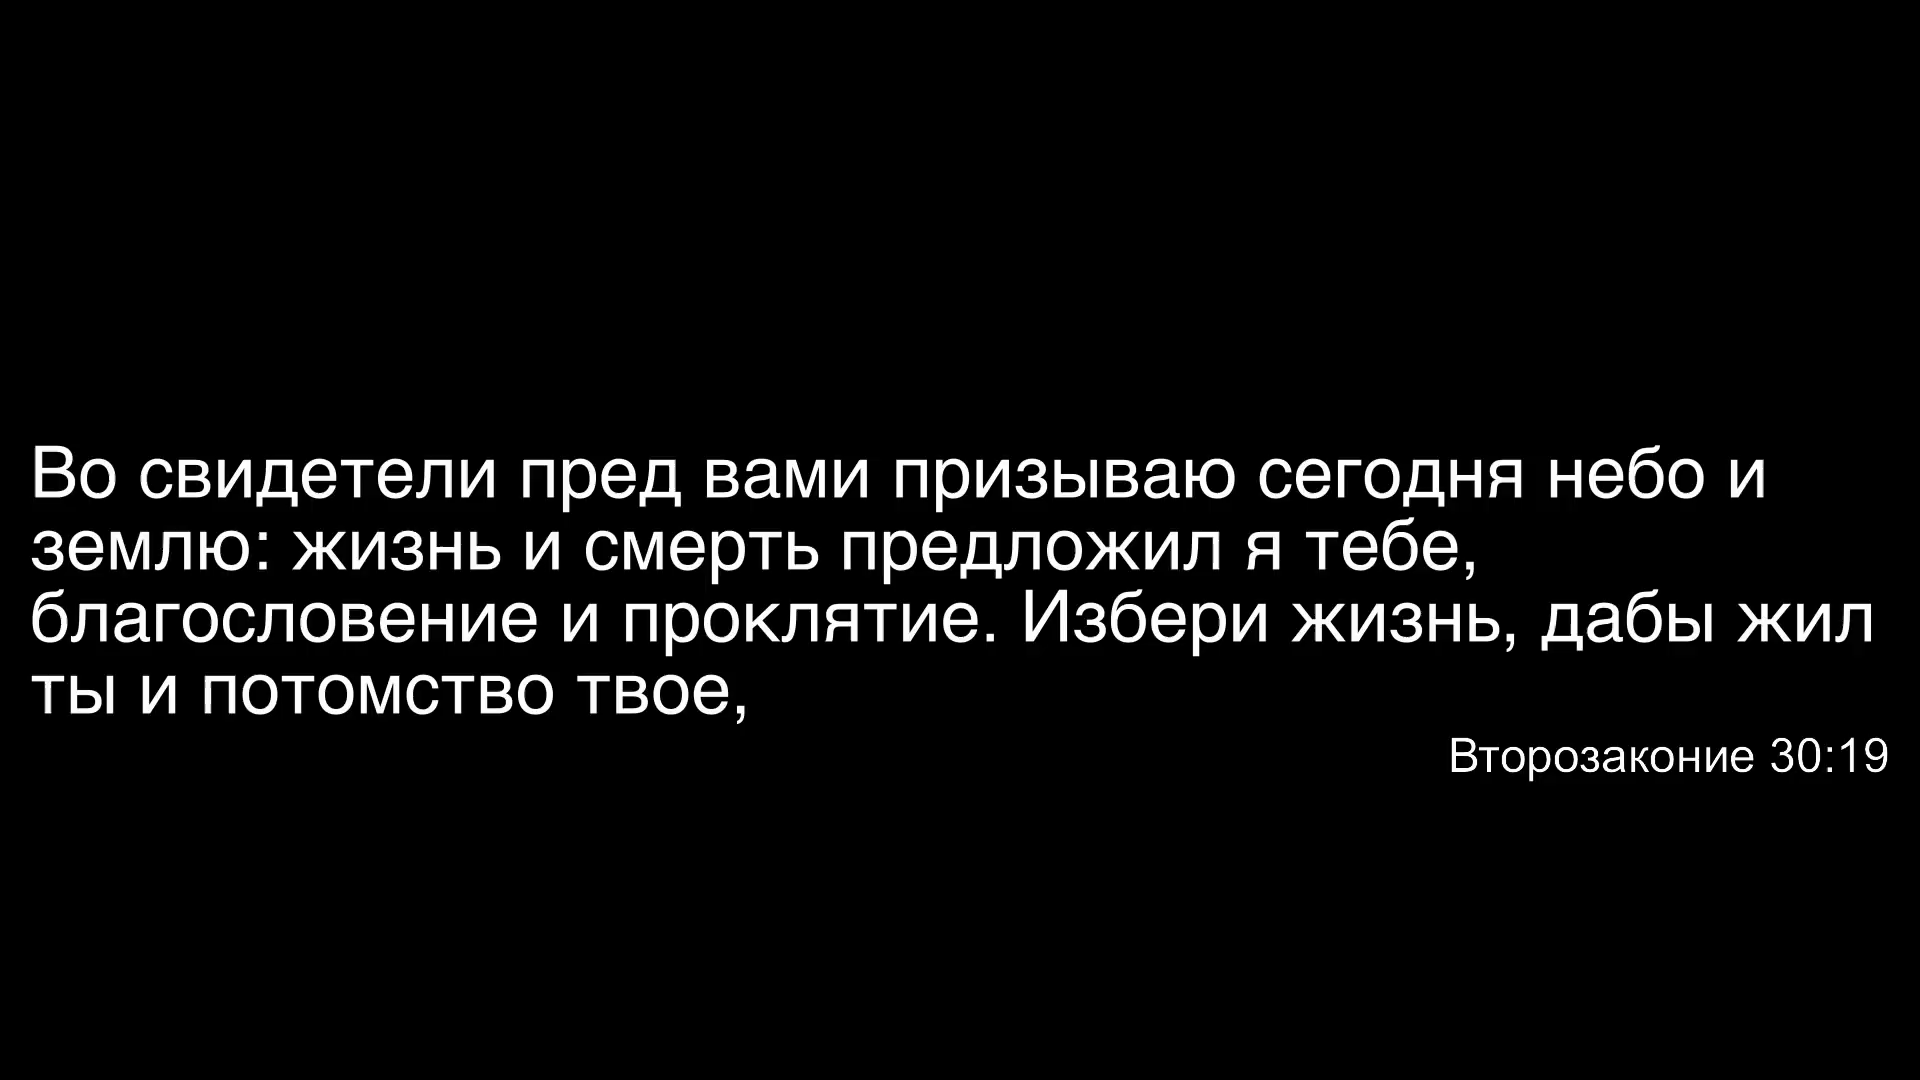 Во свидетели пред вами призываю сегодня небо и
землю: жизнь и смерть предложил я тебе,
благословение и проклятие. Избери жизнь, дабы жил
ты и потомство твое,
Второзаконие 30:19